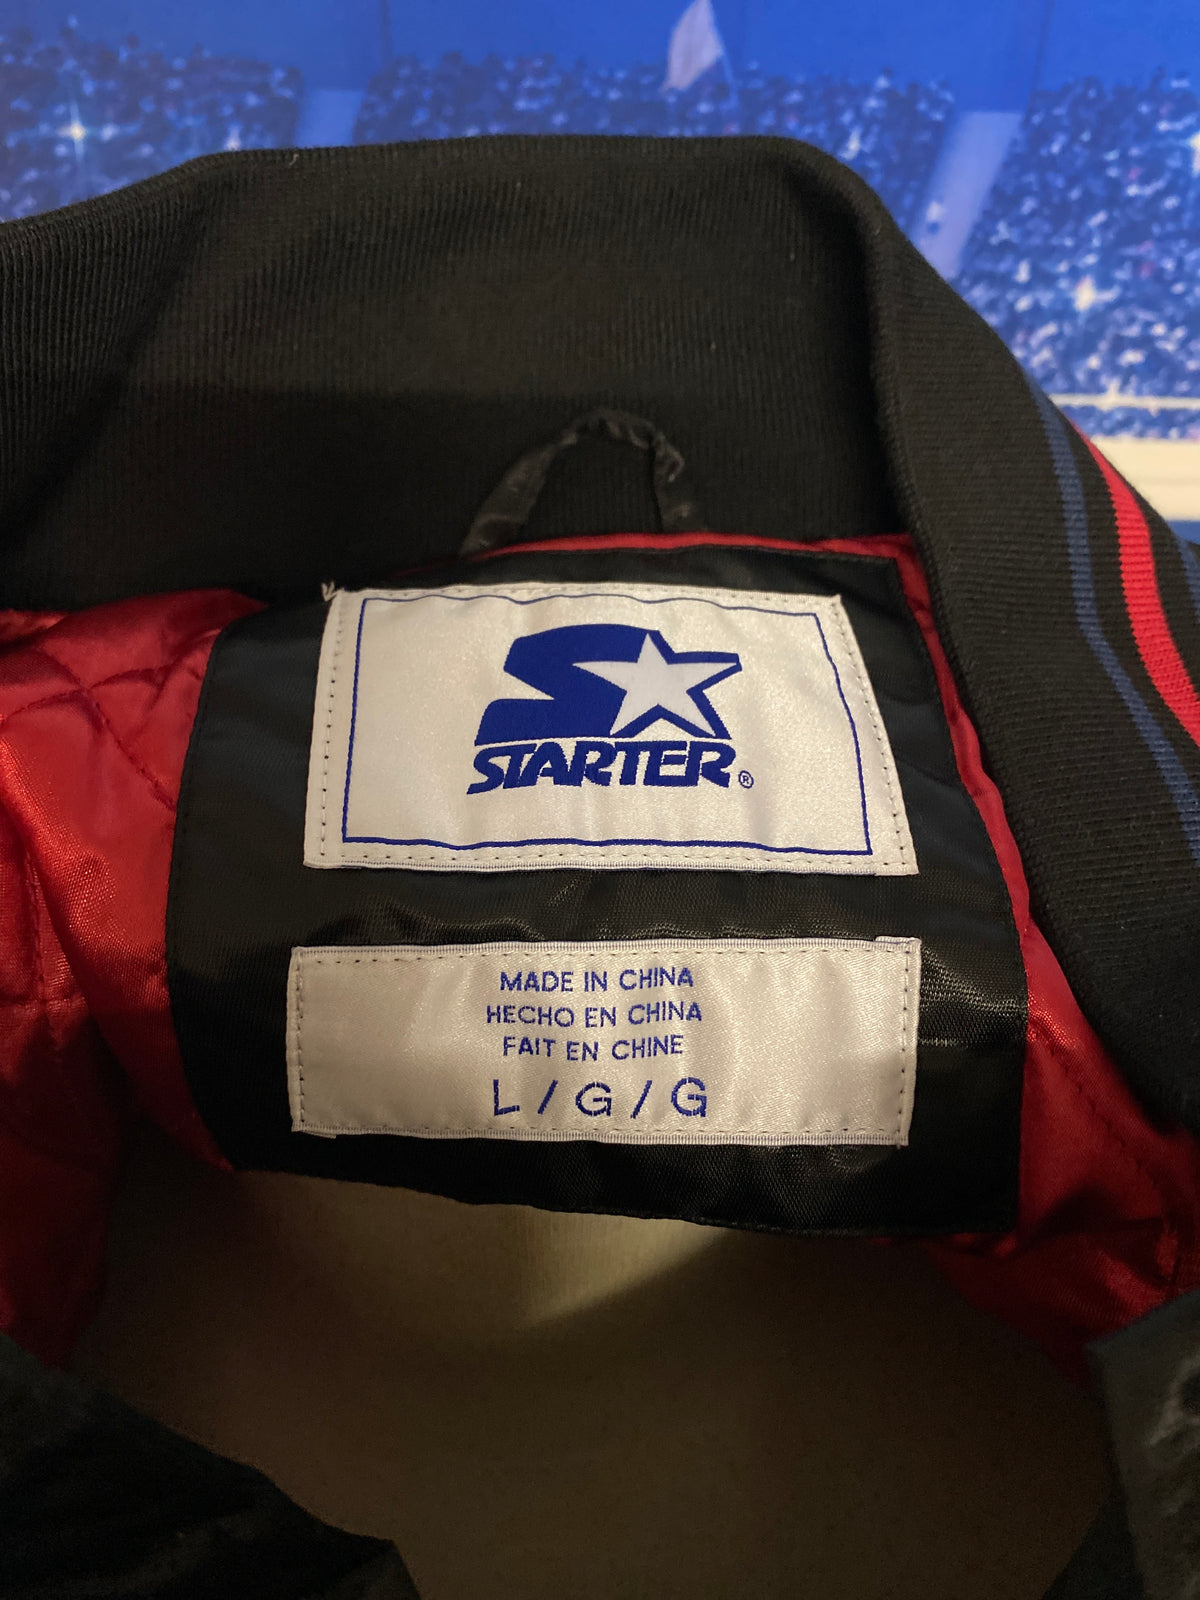 STARTER®
MADE IN CHINA
HECHO EN CHINA
FAIT EN CHINE
L / G / G